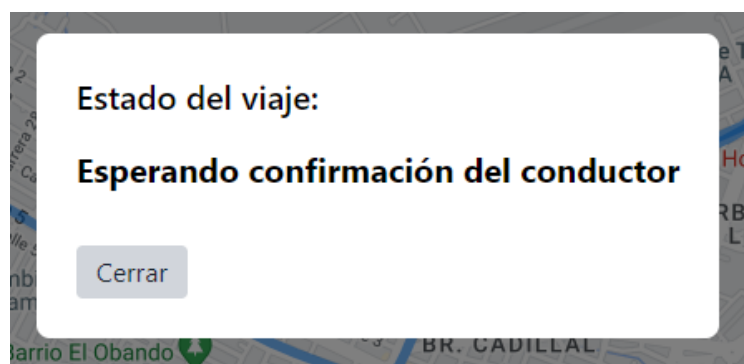 Estado del viaje:
Esperando confirmación del conductor
Cerrar
Barrio El Obando
BR. CADILLAL